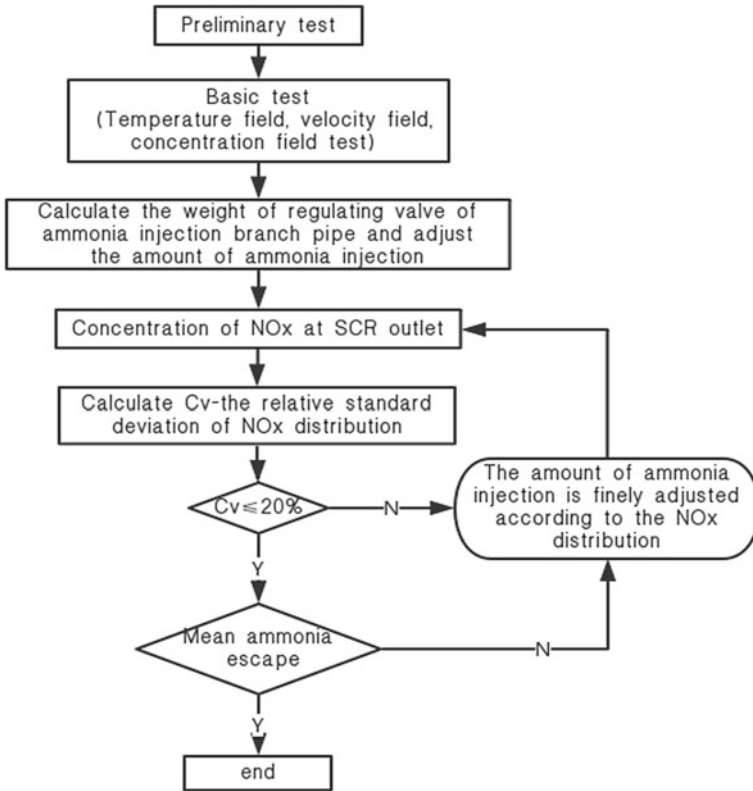 Preliminary test
Basic test
(Temperature field, velocity field,
concentration field test)
Calculate the weight of regulating valve of
ammonia injection branch pipe and adjust
the amount of ammonia injection
Concentration of NOx at SCR outlet
Calculate Cv-the relative standard
deviation of NOx distribution
Cv≤20%
N
The amount of ammonia
injection is finely adjusted
according to the NOx
distribution
Y
Mean ammonia
escape
N
Y
end